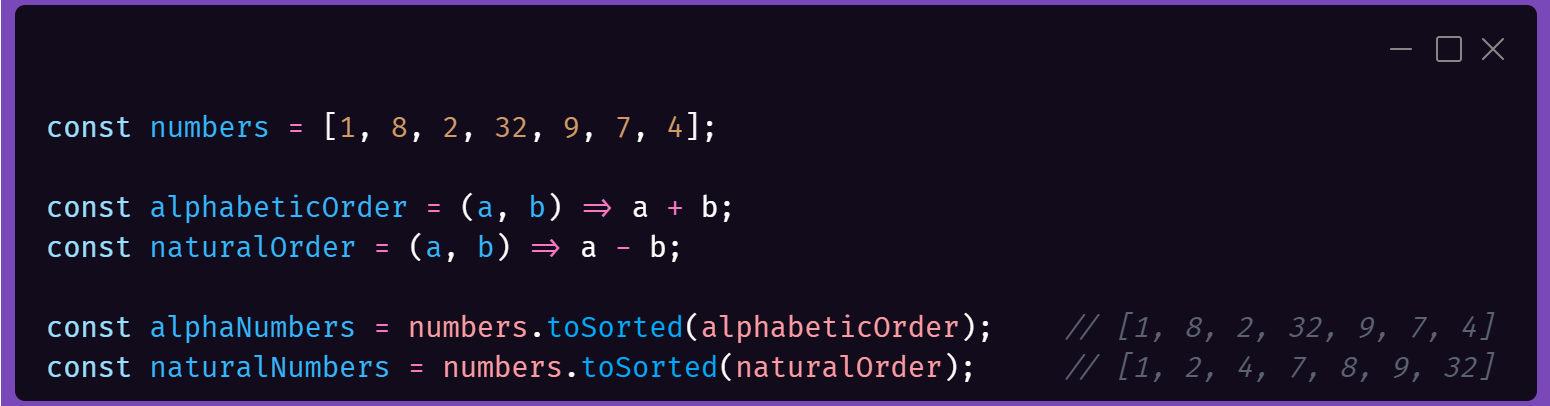 const numbers = [1, 8, 2, 32, 9, 7, 4];
const alphabeticOrder = (a, b) => a + b;
const naturalOrder = (a, b) => a - b;
const alphaNumbers = numbers.toSorted(alphabeticOrder); // [1, 8, 2, 32, 9, 7, 4]
const naturalNumbers = numbers.toSorted(naturalOrder); // [1, 2, 4, 7, 8, 9, 32]